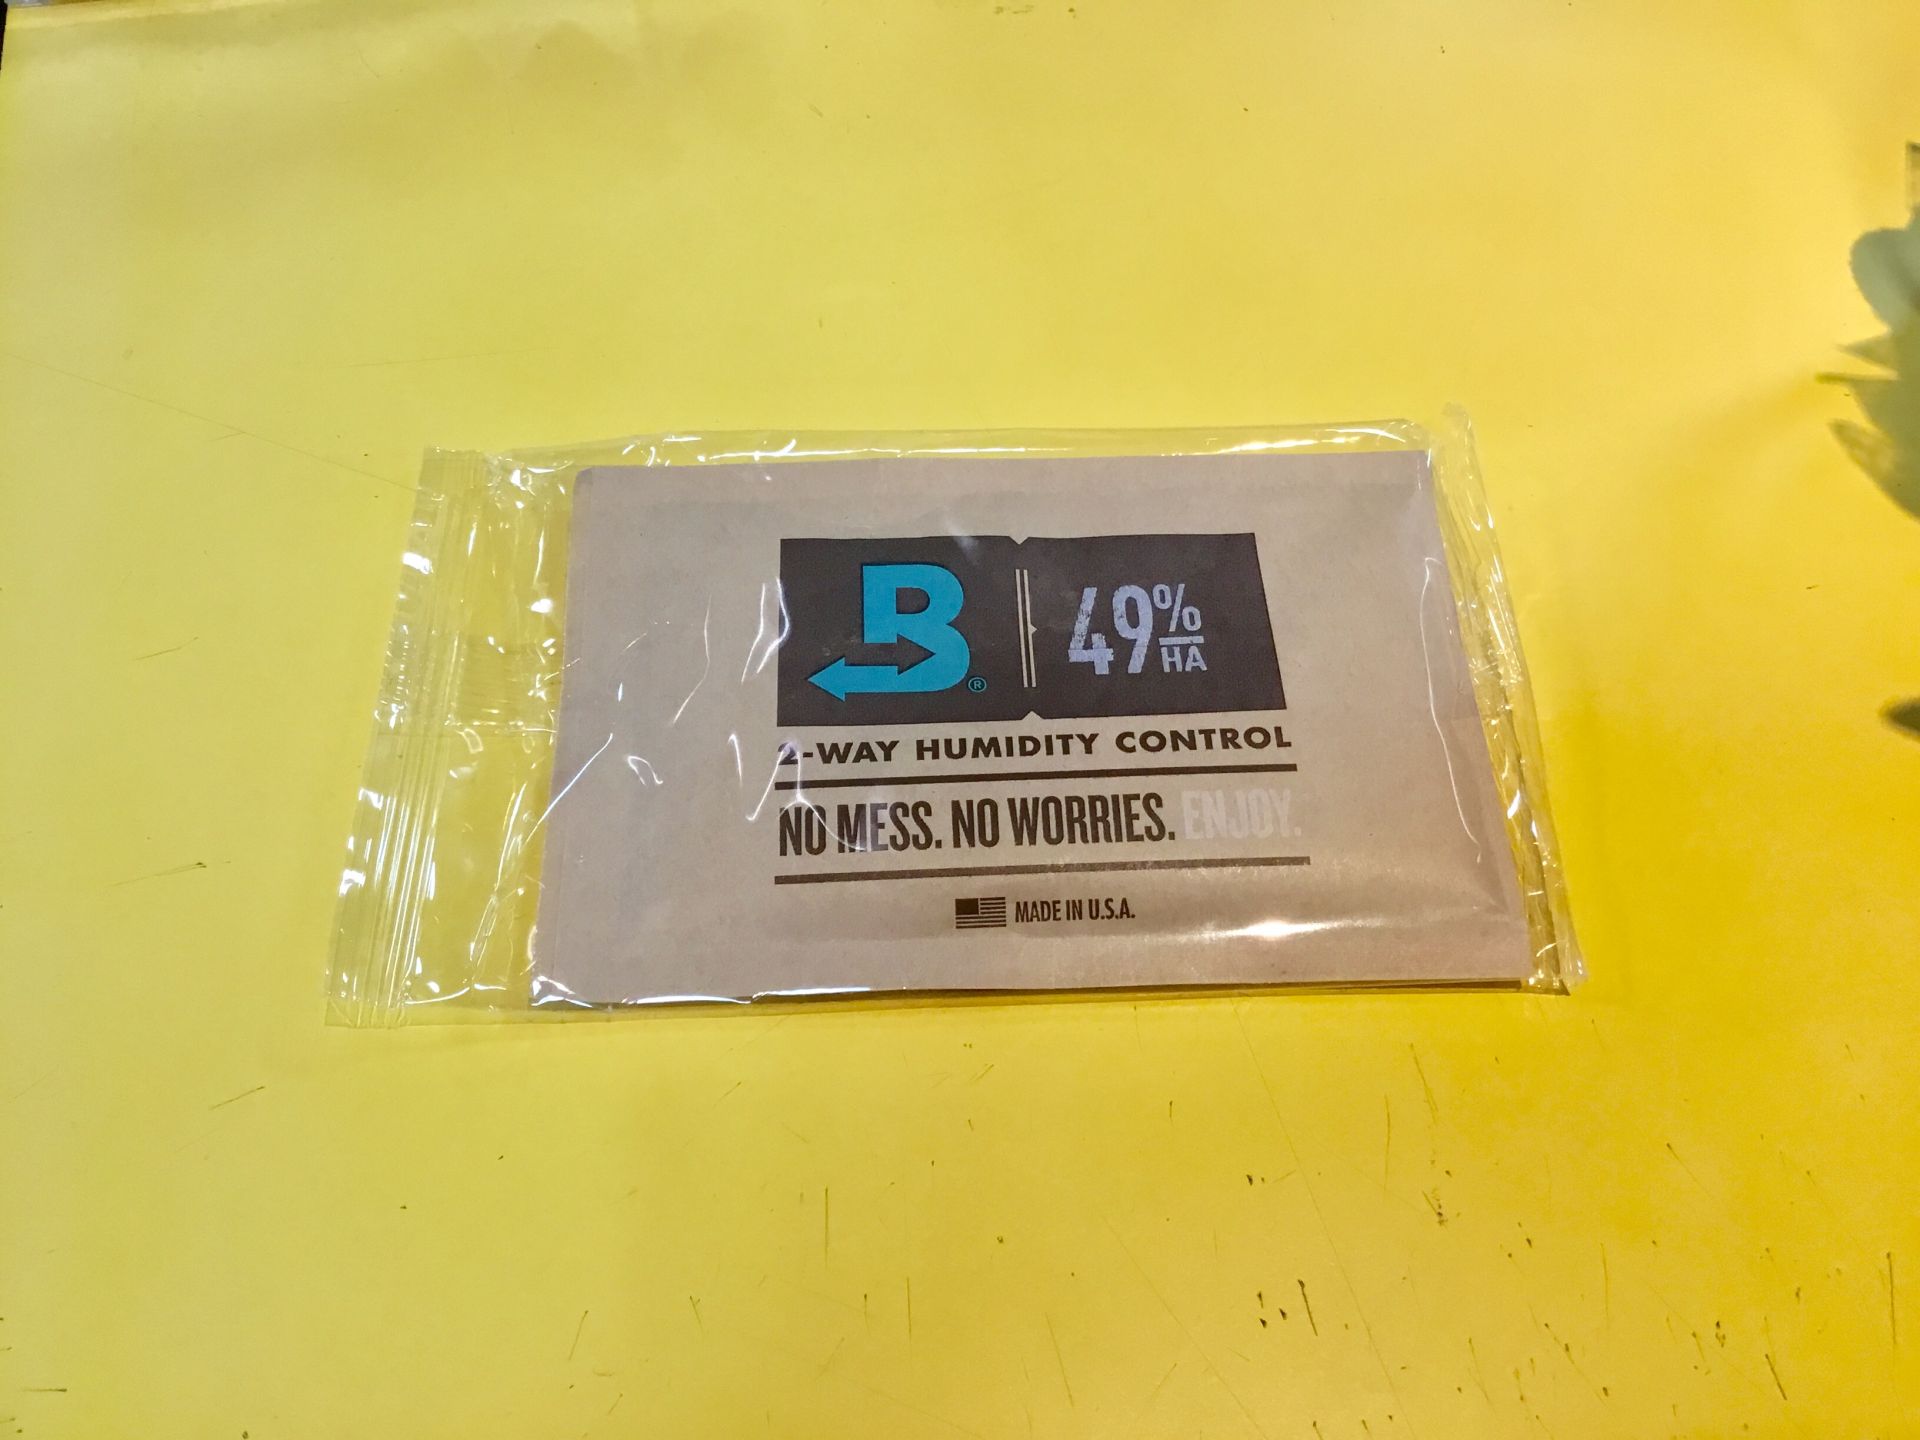 B® 49% HA
2-WAY HUMIDITY CONTROL
NO MESS. NO WORRIES. ENJOY.
MADE IN U.S.A.